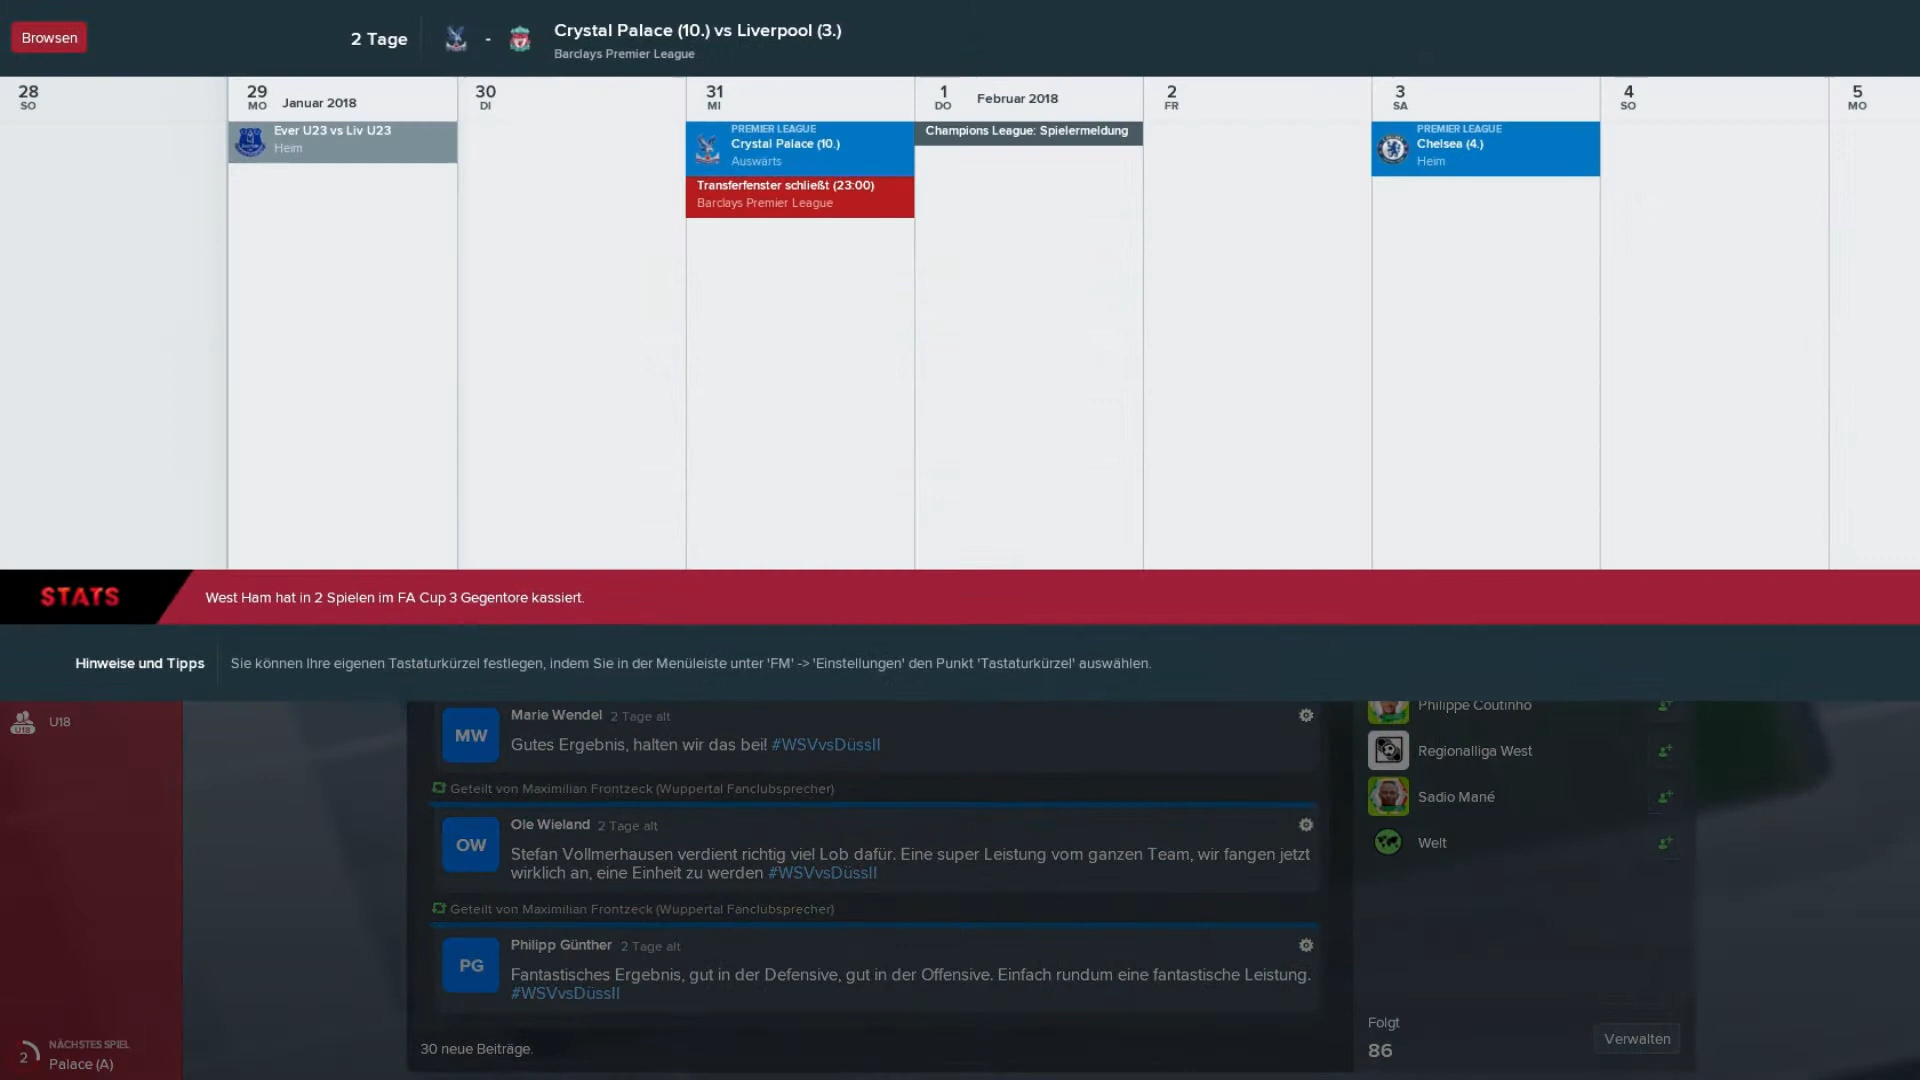 Browsen
2 Tage
-
Crystal Palace (10.) vs Liverpool (3.)
Barclays Premier League
28
SO
29
MO
Januar 2018
30
DI
31
MI
1
DO
Februar 2018
2
FR
3
SA
4
SO
5
MO
Ever U23 vs Liv U23
Heim
PREMIER LEAGUE
Crystal Palace (10.)
Auswärts
Transferfenster schließt (23:00)
Barclays Premier League
Champions League: Spielermeldung
PREMIER LEAGUE
Chelsea (4.)
Heim
STATS
West Ham hat in 2 Spielen im FA Cup 3 Gegentore kassiert.
Hinweise und Tipps
Sie können Ihre eigenen Tastaturkürzel festlegen, indem Sie in der Menüleiste unter 'FM' -> 'Einstellungen' den Punkt 'Tastaturkürzel' auswählen.
U18
U18
MW
Marie Wendel 2 Tage alt
Gutes Ergebnis, halten wir das bei! #WSVvsDüssII
Geteilt von Maximilian Frontzeck (Wuppertal Fanclubsprecher)
OW
Ole Wieland 2 Tage alt
Stefan Vollmerhausen verdient richtig viel Lob dafür. Eine super Leistung vom ganzen Team, wir fangen jetzt
wirklich an, eine Einheit zu werden #WSVvsDüssII
Geteilt von Maximilian Frontzeck (Wuppertal Fanclubsprecher)
PG
Philipp Günther 2 Tage alt
Fantastisches Ergebnis, gut in der Defensive, gut in der Offensive. Einfach rundum eine fantastische Leistung.
#WSVvsDüssII
30 neue Beiträge.
Philippe Coutinho
Regionalliga West
Sadio Mané
Welt
Folgt
86
Verwalten
2
NÄCHSTES SPIEL
Palace (A)